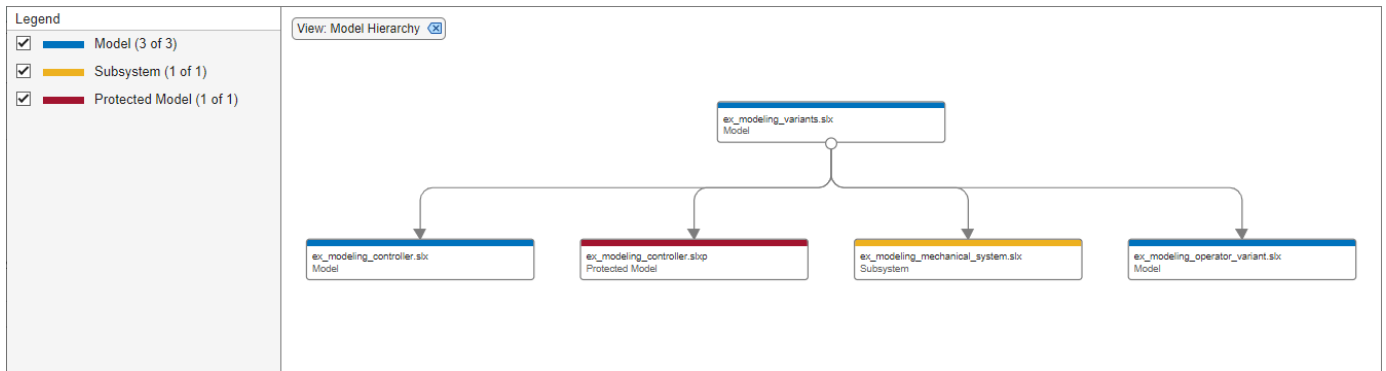 Legend
Model (3 of 3)
Subsystem (1 of 1)
Protected Model (1 of 1)
View: Model Hierarchy
ex_modeling_variants.slx
Model
ex_modeling_controller.slx
Model
ex_modeling_controller.slxp
Protected Model
ex_modeling_mechanical_system.slx
Subsystem
ex_modeling_operator_variant.slx
Model